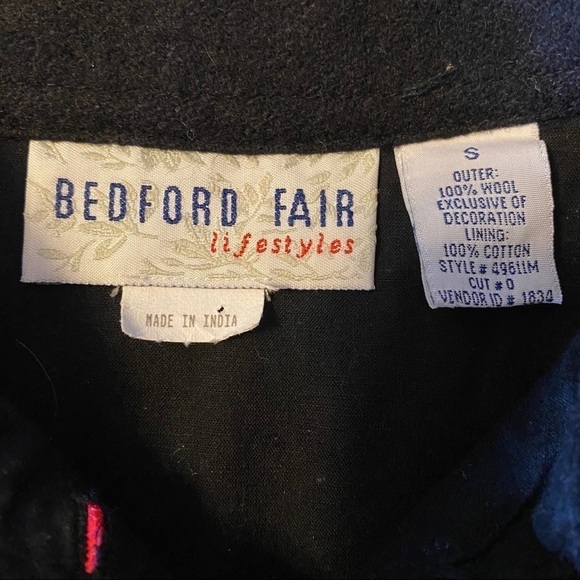 BEDFORD FAIR
lifestyles
MADE IN INDIA
S
OUTER:
100% WOOL
EXCLUSIVE OF
DECORATION
LINING:
100% COTTON
STYLE # 49611M
CUT # 0
VENDOR ID # 1834